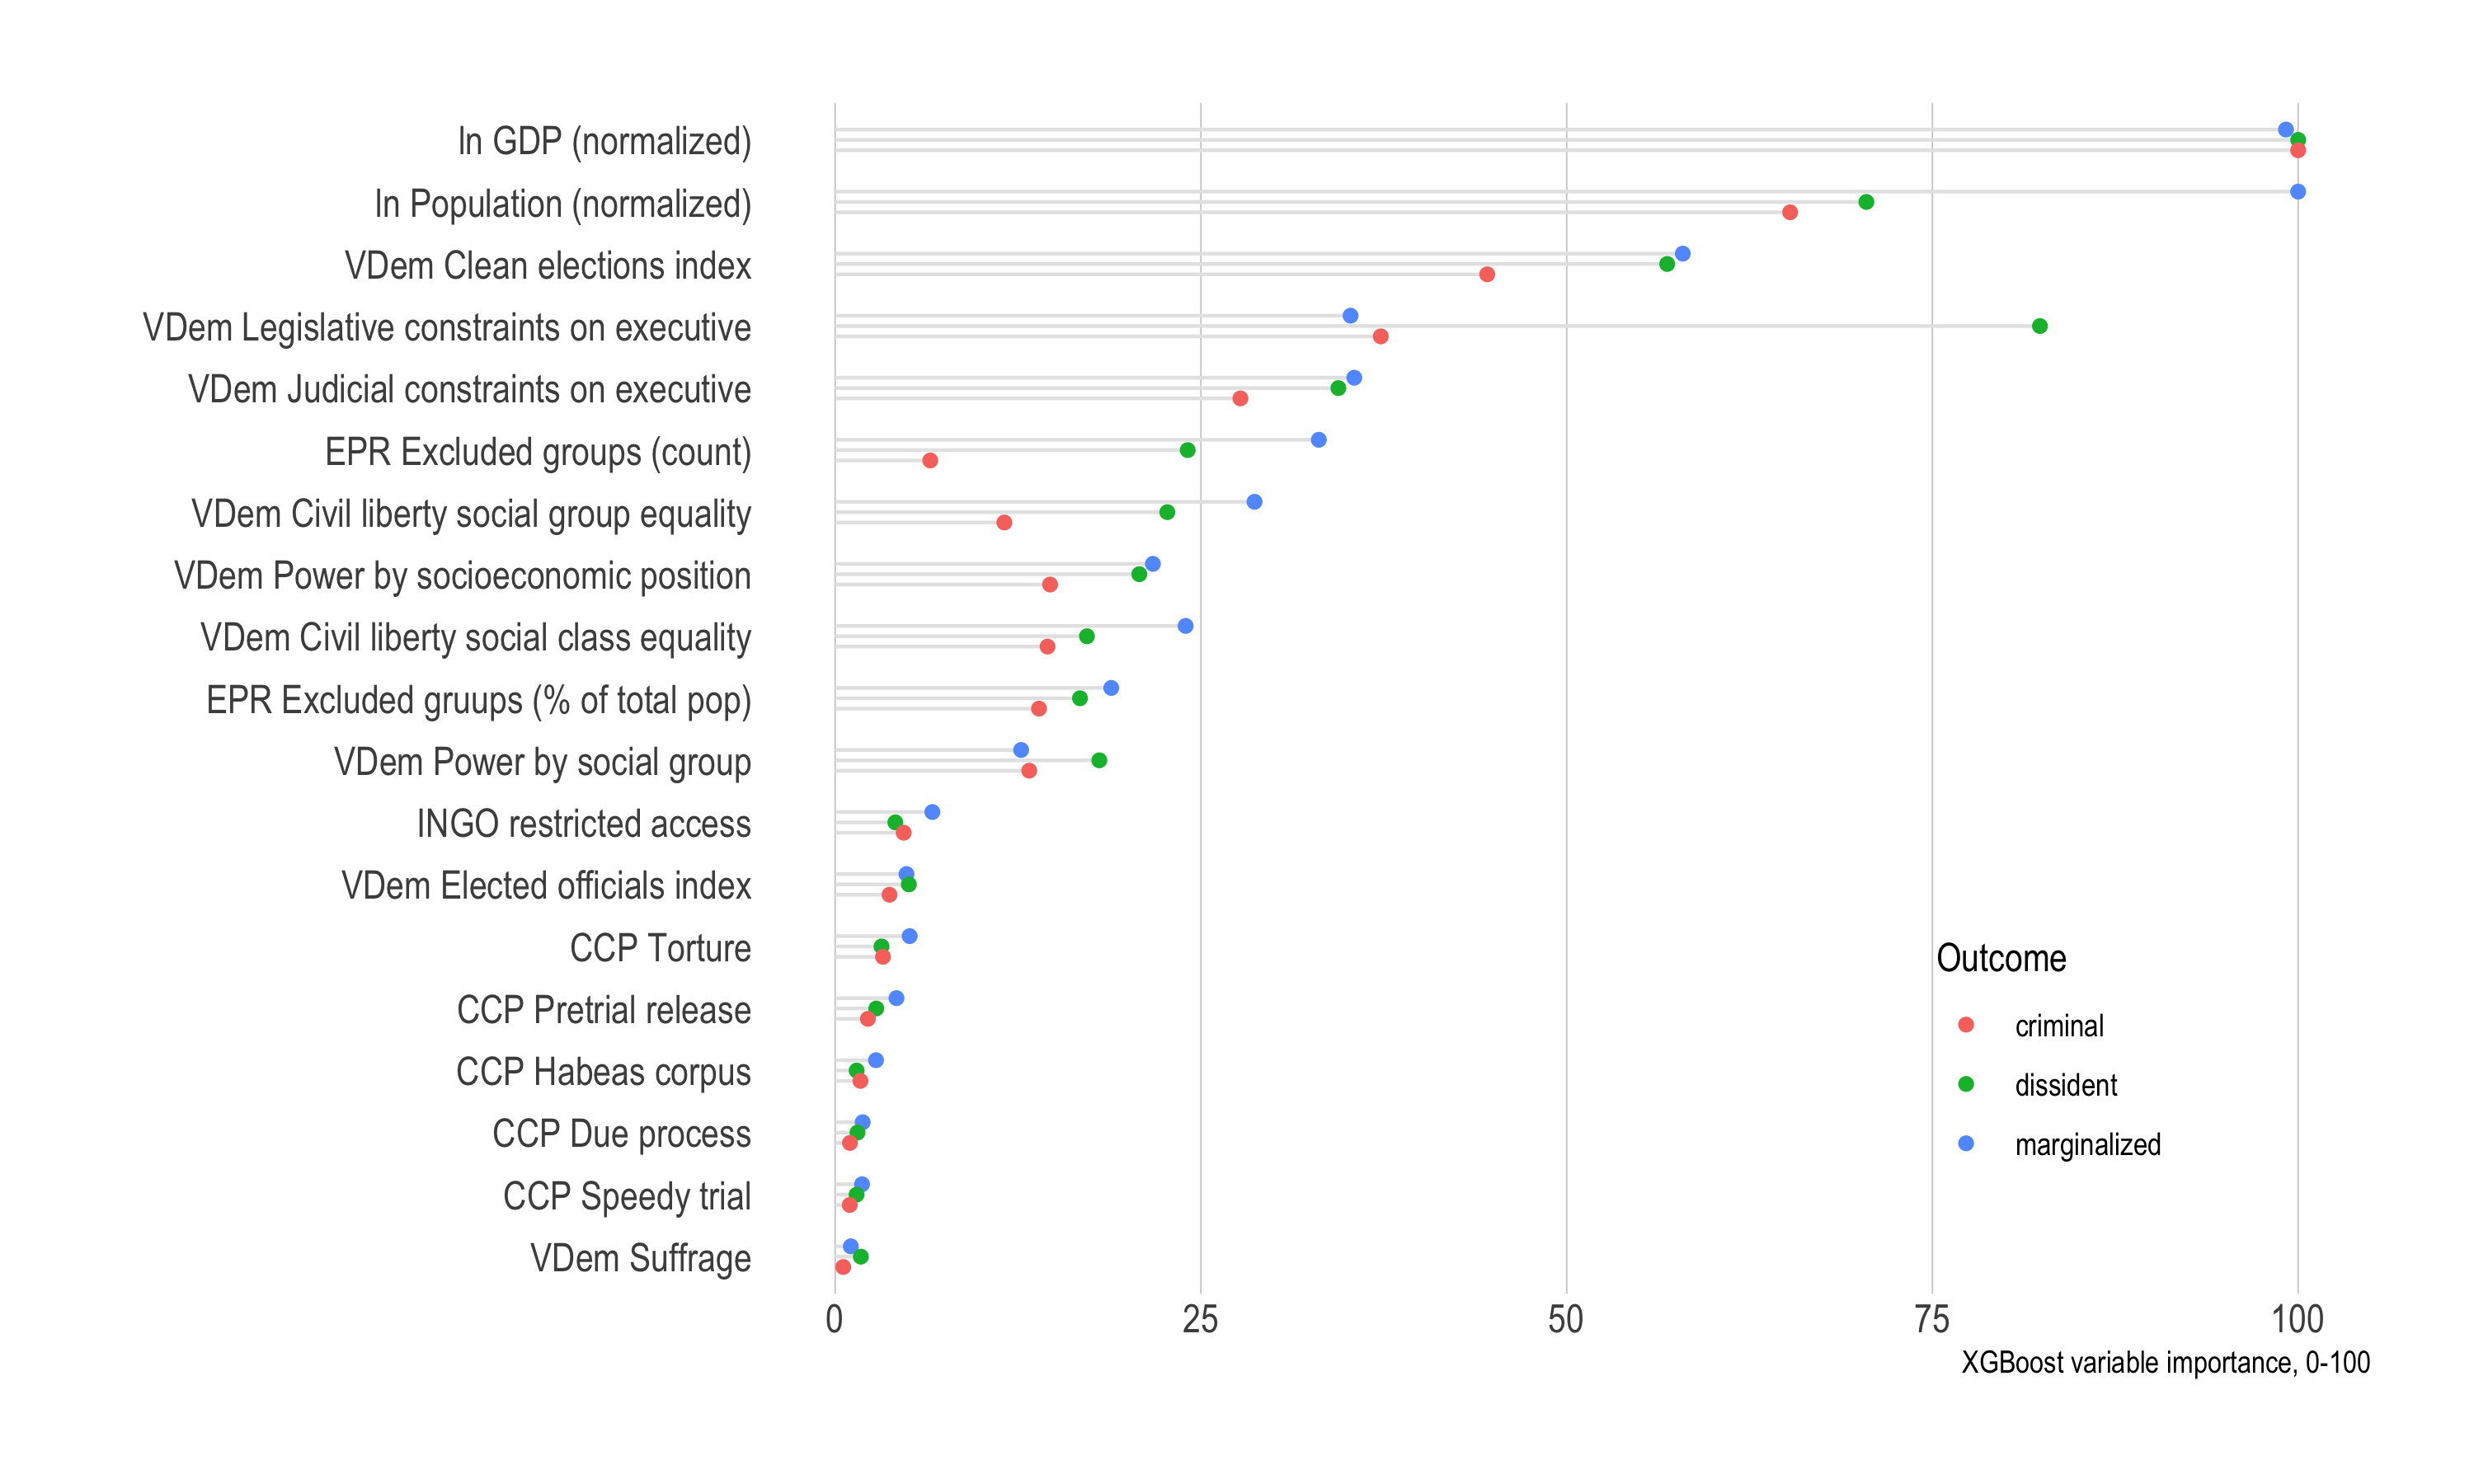 ln GDP (normalized)
ln Population (normalized)
VDem Clean elections index
VDem Legislative constraints on executive
VDem Judicial constraints on executive
EPR Excluded groups (count)
VDem Civil liberty social group equality
VDem Power by socioeconomic position
VDem Civil liberty social class equality
EPR Excluded gruups (% of total pop)
VDem Power by social group
INGO restricted access
VDem Elected officials index
CCP Torture
CCP Pretrial release
CCP Habeas corpus
CCP Due process
CCP Speedy trial
VDem Suffrage
Outcome
criminal
dissident
marginalized
0 25 50 75 100
XGBoost variable importance, 0-100